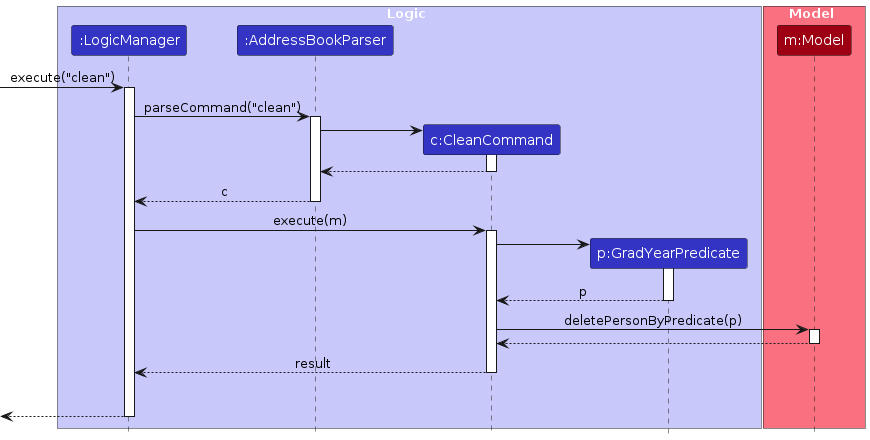 Logic
Model
:LogicManager
:AddressBookParser
m:Model
execute("clean")
parseCommand("clean")
c:CleanCommand
c
execute(m)
p:GradYearPredicate
p
deletePersonByPredicate(p)
result